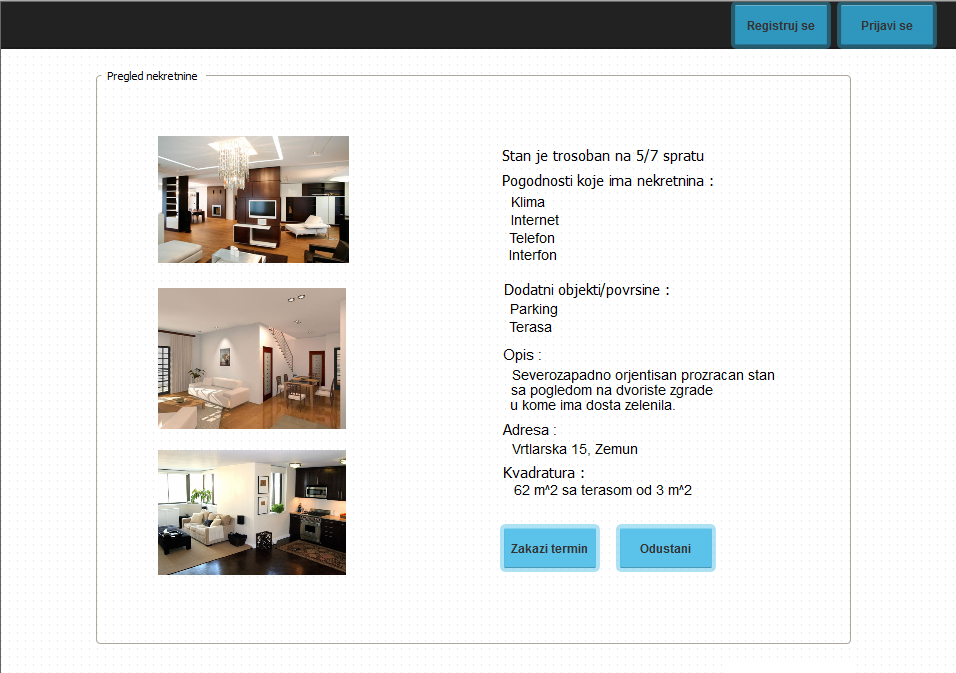 Registruj se
Prijavi se
Pregled nekretnine
Stan je trosoban na 5/7 spratu
Pogodnosti koje ima nekretnina :
Klima
Internet
Telefon
Interfon
Dodatni objekti/povrsine :
Parking
Terasa
Opis :
Severozapadno orjentisan prozracan stan
sa pogledom na dvoriste zgrade
u kome ima dosta zelenila.
Adresa :
Vrtlarska 15, Zemun
Kvadratura :
62 m^2 sa terasom od 3 m^2
Zakazi termin
Odustani